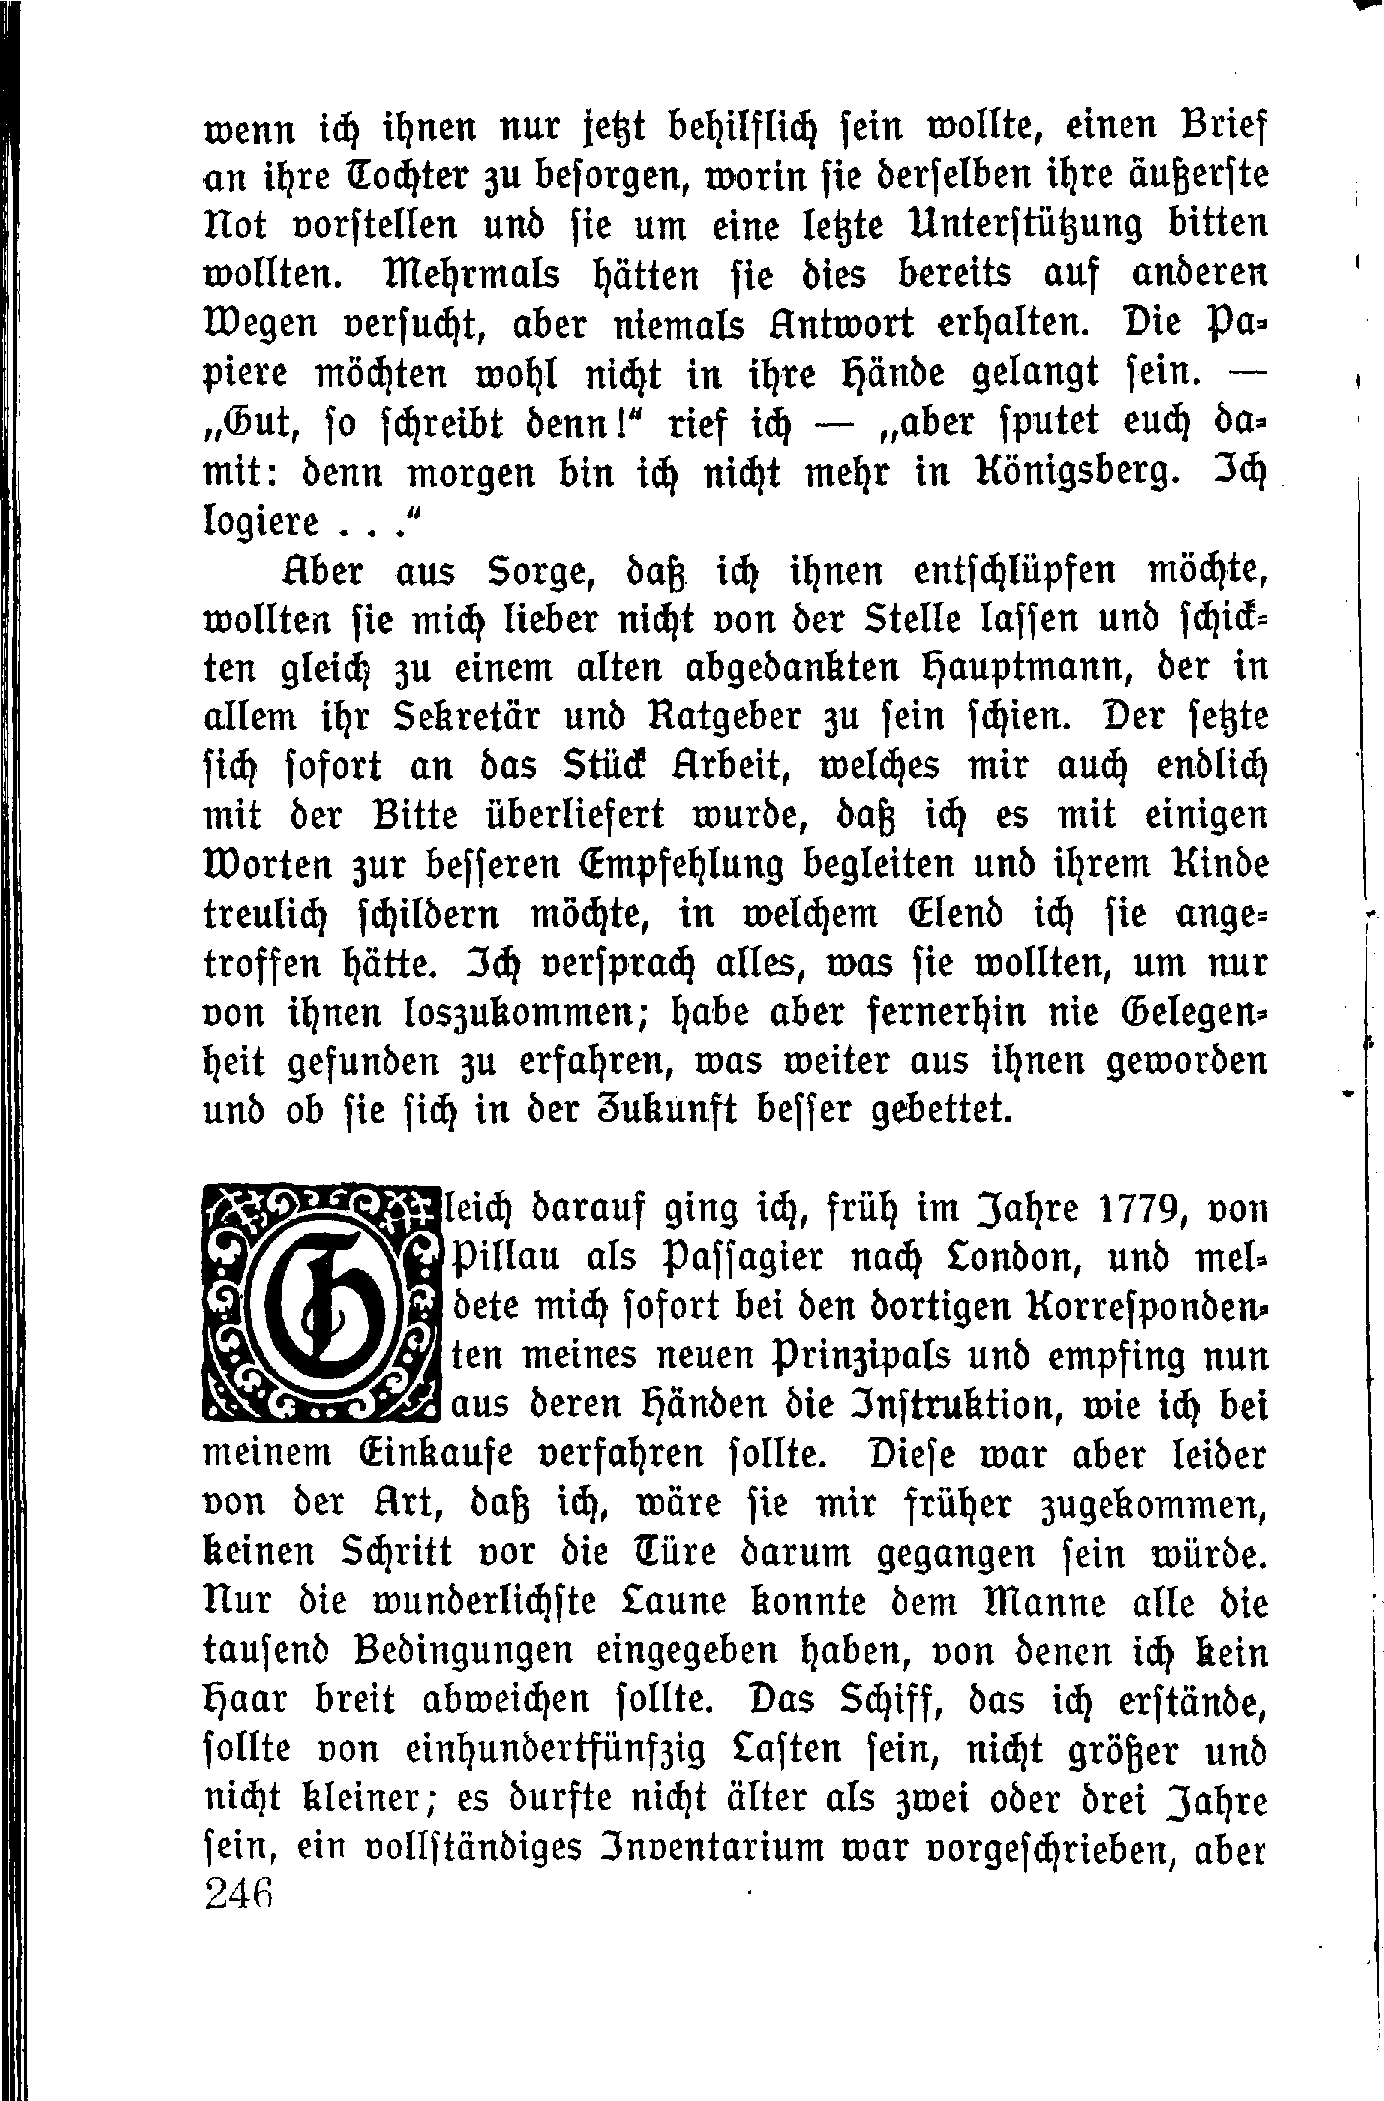 wenn ich ihnen nur jetzt behilflich sein wollte, einen Brief
an ihre Tochter zu besorgen, worin sie derselben ihre äußerste
Not vorstellen und sie um eine letzte Unterstützung bitten
wollten. Mehrmals hätten sie dies bereits auf anderen
Wegen versucht, aber niemals Antwort erhalten. Die Pa-
piere möchten wohl nicht in ihre Hände gelangt sein. —
„Gut, so schreibt denn!“ rief ich — „aber sputet euch da-
mit: denn morgen bin ich nicht mehr in Königsberg. Ich
logiere . . .“
Aber aus Sorge, daß ich ihnen entschlüpfen möchte,
wollten sie mich lieber nicht von der Stelle lassen und schick-
ten gleich zu einem alten abgedankten Hauptmann, der in
allem ihr Sekretär und Ratgeber zu sein schien. Der setzte
sich sofort an das Stück Arbeit, welches mir auch endlich
mit der Bitte überliefert wurde, daß ich es mit einigen
Worten zur besseren Empfehlung begleiten und ihrem Kinde
treulich schildern möchte, in welchem Elend ich sie ange-
troffen hätte. Ich versprach alles, was sie wollten, um nur
von ihnen loszukommen; habe aber fernerhin nie Gelegen-
heit gefunden zu erfahren, was weiter aus ihnen geworden
und ob sie sich in der Zukunft besser gebettet.
Gleich darauf ging ich, früh im Jahre 1779, von
Pillau als Passagier nach London, und mel-
dete mich sofort bei den dortigen Korresponden-
ten meines neuen Prinzipals und empfing nun
aus deren Händen die Instruktion, wie ich bei
meinem Einkaufe verfahren sollte. Diese war aber leider
von der Art, daß ich, wäre sie mir früher zugekommen,
keinen Schritt vor die Türe darum gegangen sein würde.
Nur die wunderlichste Laune konnte dem Manne alle die
tausend Bedingungen eingegeben haben, von denen ich kein
Haar breit abweichen sollte. Das Schiff, das ich erstände,
sollte von einhundertfünfzig Lasten sein, nicht größer und
nicht kleiner; es durfte nicht älter als zwei oder drei Jahre
sein, ein vollständiges Inventarium war vorgeschrieben, aber
246